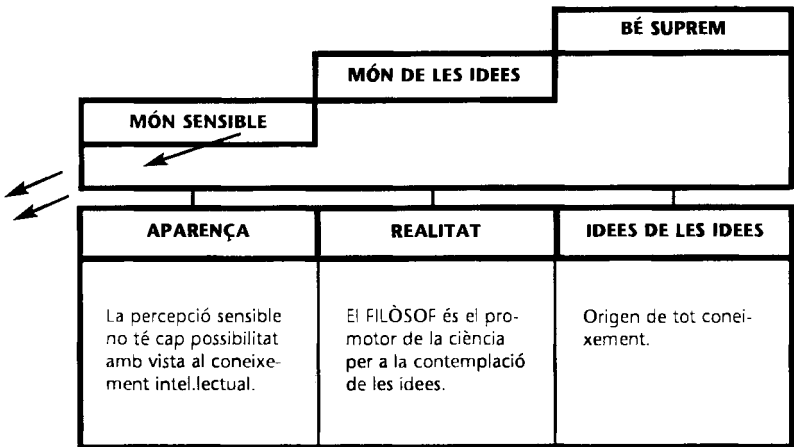 BÉ SUPREM
MÓN DE LES IDEES
MÓN SENSIBLE
APARENÇA
REALITAT
IDEES DE LES IDEES
La percepció sensible
no té cap possibilitat
amb vista al coneixe-
ment intel.lectual.
El FILÒSOF és el pro-
motor de la ciència
per a la contemplació
de les idees.
Origen de tot conei-
xement.